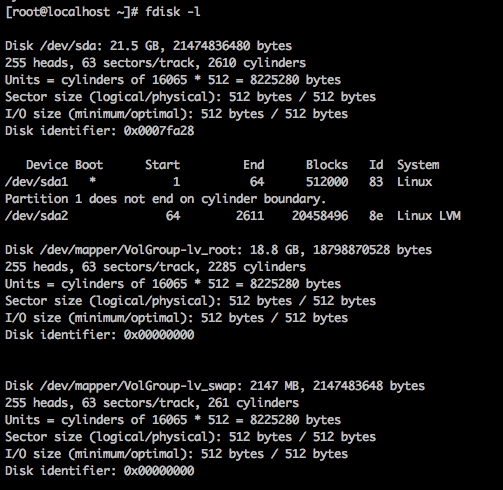 [root@localhost ~]# fdisk -l
Disk /dev/sda: 21.5 GB, 21474836480 bytes
255 heads, 63 sectors/track, 2610 cylinders
Units = cylinders of 16065 * 512 = 8225280 bytes
Sector size (logical/physical): 512 bytes / 512 bytes
I/O size (minimum/optimal): 512 bytes / 512 bytes
Disk identifier: 0x0007fa28
Device Boot Start End Blocks Id System
/dev/sda1 * 1 64 512000 83 Linux
Partition 1 does not end on cylinder boundary.
/dev/sda2 64 2611 20458496 8e Linux LVM
Disk /dev/mapper/VolGroup-lv_root: 18.8 GB, 18798870528 bytes
255 heads, 63 sectors/track, 2285 cylinders
Units = cylinders of 16065 * 512 = 8225280 bytes
Sector size (logical/physical): 512 bytes / 512 bytes
I/O size (minimum/optimal): 512 bytes / 512 bytes
Disk identifier: 0x00000000
Disk /dev/mapper/VolGroup-lv_swap: 2147 MB, 2147483648 bytes
255 heads, 63 sectors/track, 261 cylinders
Units = cylinders of 16065 * 512 = 8225280 bytes
Sector size (logical/physical): 512 bytes / 512 bytes
I/O size (minimum/optimal): 512 bytes / 512 bytes
Disk identifier: 0x00000000